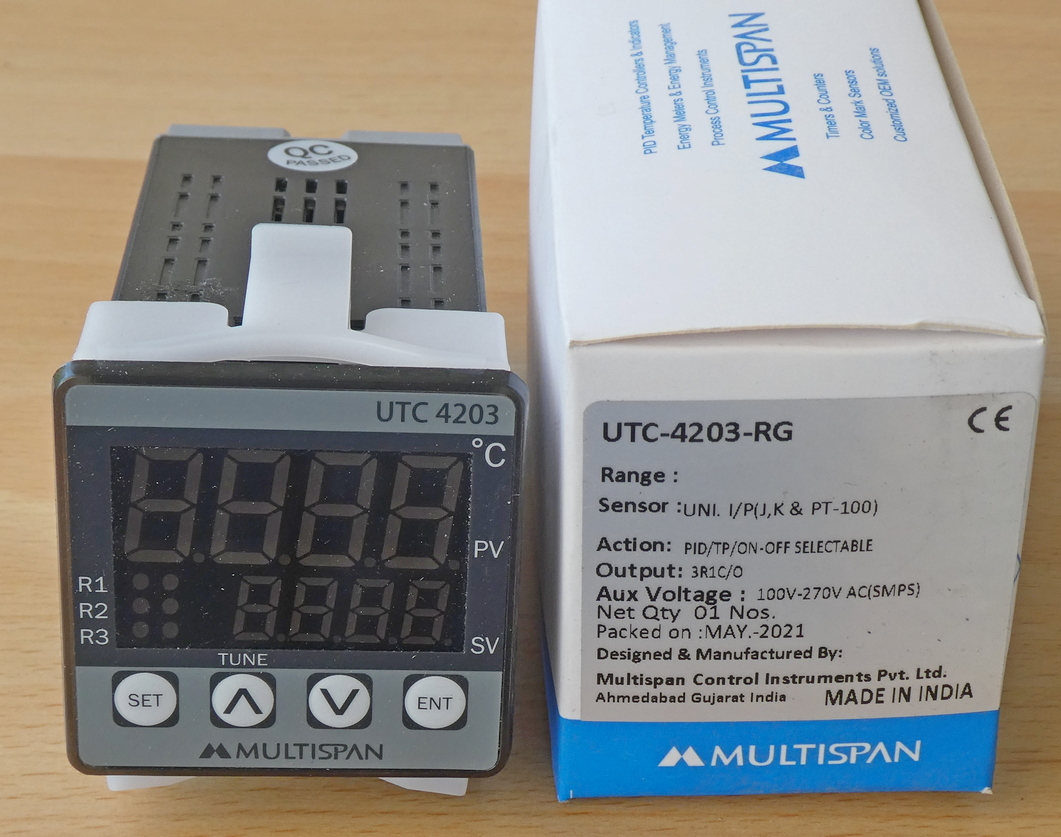 QC
PASSED
UTC 4203
°C
PV
R1
R2
R3
SV
TUNE
SET
ENT
MULTISPAN
PID Temperature Controllers & Indicators
Energy Meters & Energy Management
Process Control Instruments
MULTISPAN
Timers & Counters
Color Mark Sensors
Customized OEM solutions
UTC-4203-RG
CE
Range :
Sensor :UNI. I/P(J,K & PT-100)
Action: PID/TP/ON-OFF SELECTABLE
Output: 3R1C/O
Aux Voltage : 100V-270V AC(SMPS)
Net Qty 01 Nos.
Packed on :MAY.-2021
Designed & Manufactured By:
Multispan Control Instruments Pvt. Ltd.
Ahmedabad Gujarat India MADE IN INDIA
MULTISPAN